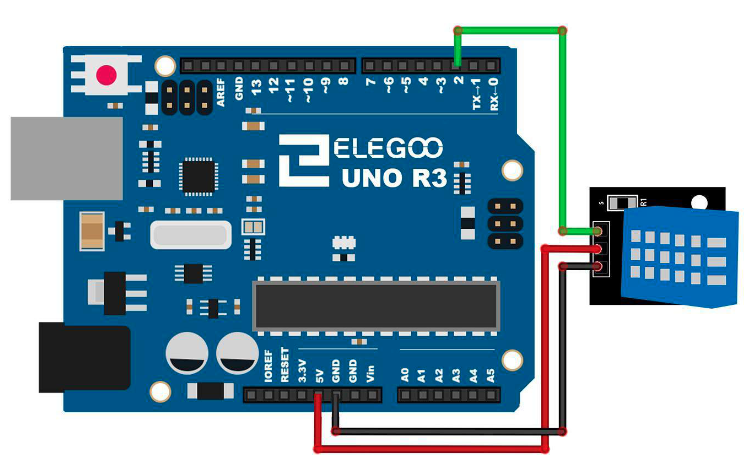 AREF
GND
13
12
~11
~10
~9
8
7
~6
~5
4
~3
2
TX→1
RX←0
ELEGOO
UNO R3
S
R1
IOREF
RESET
3.3V
5V
GND
GND
Vin
A0
A1
A2
A3
A4
A5